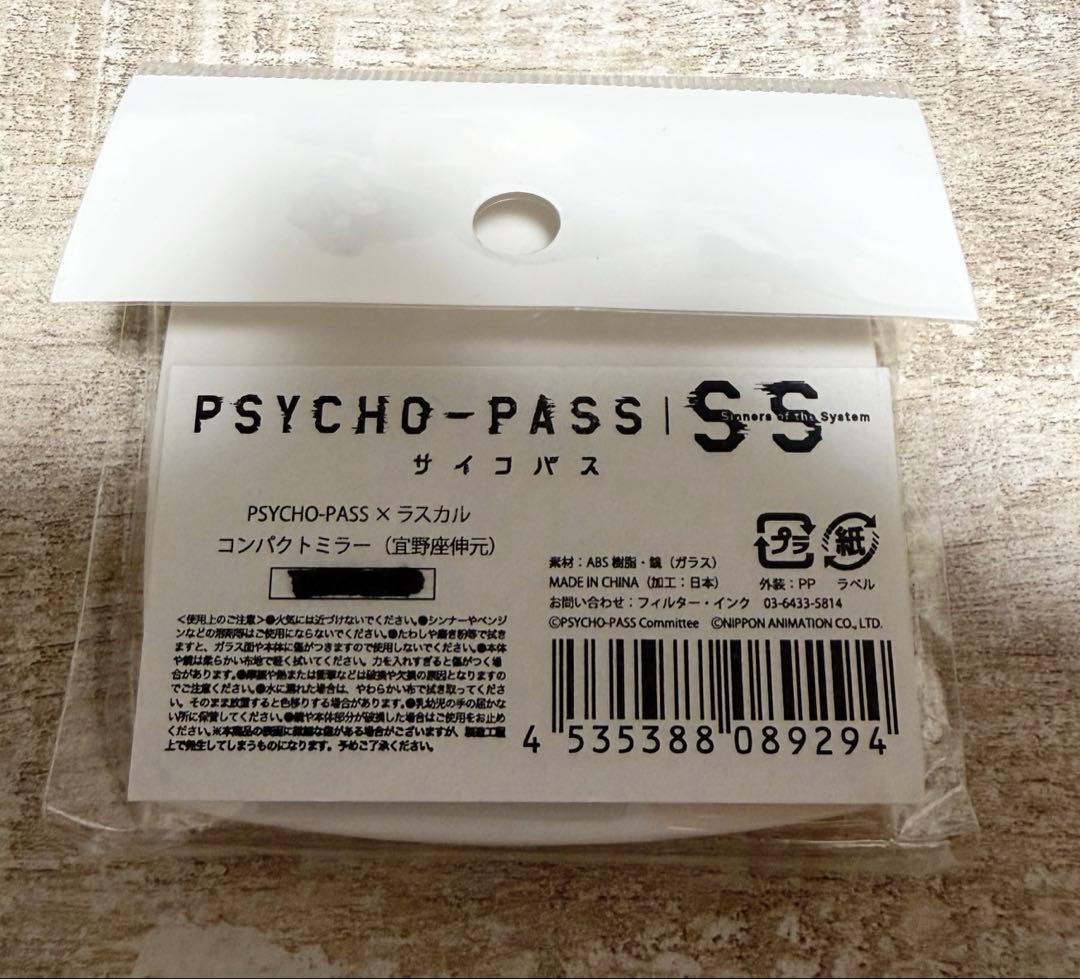 PSYCHO-PASS | SS
Sinners of the System
サイコパス
PSYCHO-PASS × ラスカル
コンパクトミラー（宜野座伸元）
プラ 紙
素材：ABS 樹脂・鏡（ガラス）
MADE IN CHINA（加工：日本） 外装：PP ラベル
お問い合わせ：フィルター・インク 03-6433-5814
©PSYCHO-PASS Committee ©NIPPON ANIMATION CO., LTD.
＜使用上のご注意＞●火気には近づけないでください。●シンナーやベンジ
ンなどの溶剤等はご使用にならないでください。●たわしや磨き粉等で拭き
ますと、ガラス面や本体に傷がつきますので使用しないでください。●本体
や鏡は柔らかい布地で軽く拭いてください。力を入れすぎると傷がつく場
合があります。●摩擦や熱または衝撃などは破損や欠損の原因となりますの
でご注意ください。●水に濡れた場合は、やわらかい布で拭き取ってくださ
い。そのまま放置すると色移りする場合があります。●乳幼児の手の届かな
い所に保管してください。●鏡や本体部分が破損した場合はご使用をお止め
ください。※本商品の表面に微細な傷がある場合がございますが、製造工程
上で発生してしまうものになります。予めご了承ください。
4 535388 089294